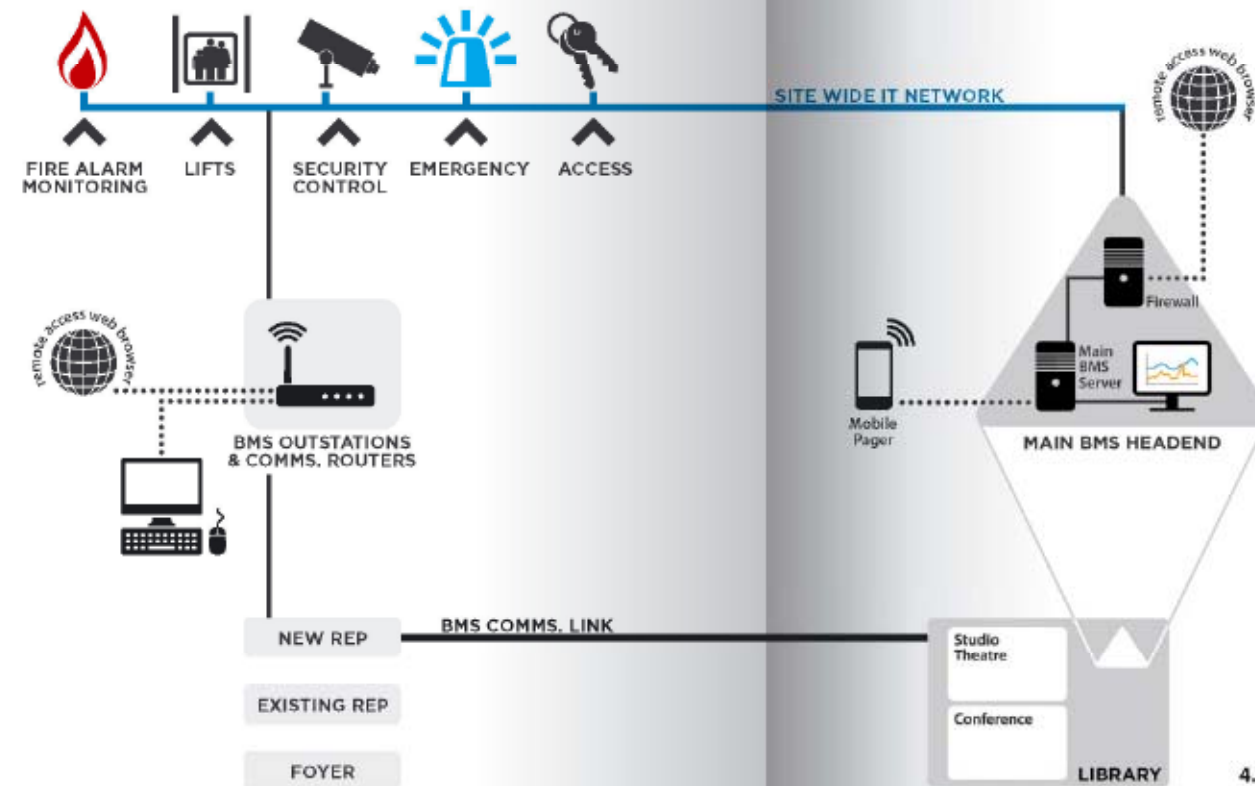 SITE WIDE IT NETWORK
remote access web browser
FIRE ALARM
MONITORING
LIFTS
SECURITY
CONTROL
EMERGENCY
ACCESS
Firewall
remote access web browser
Main
BMS
Server
Mobile
Pager
BMS OUTSTATIONS
& COMMS. ROUTERS
MAIN BMS HEADEND
NEW REP
BMS COMMS. LINK
Studio
Theatre
EXISTING REP
Conference
FOYER
LIBRARY
4.